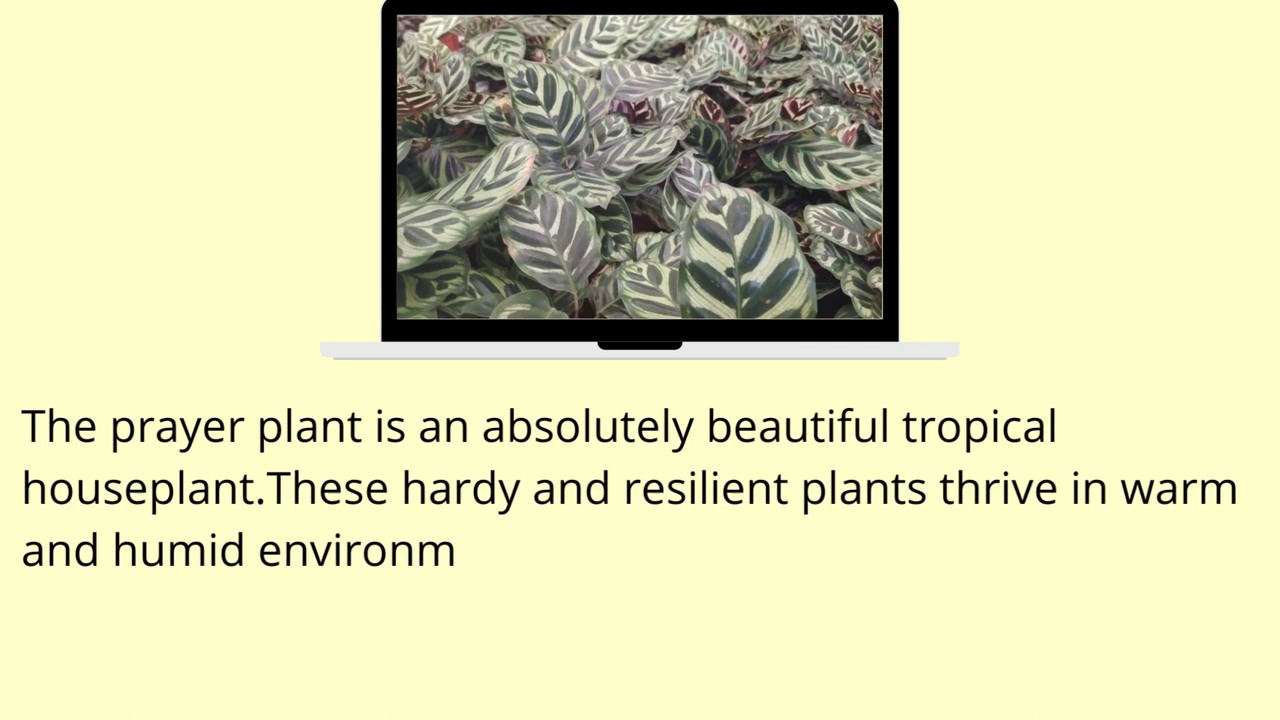 The prayer plant is an absolutely beautiful tropical
houseplant.These hardy and resilient plants thrive in warm
and humid environm